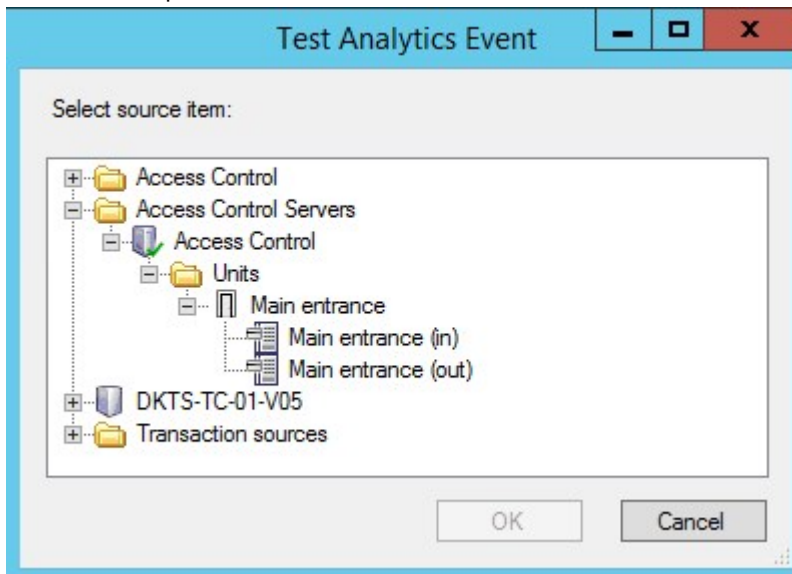 Test Analytics Event
Select source item:
Access Control
Access Control Servers
Access Control
Units
Main entrance
Main entrance (in)
Main entrance (out)
DKTS-TC-01-V05
Transaction sources
OK Cancel